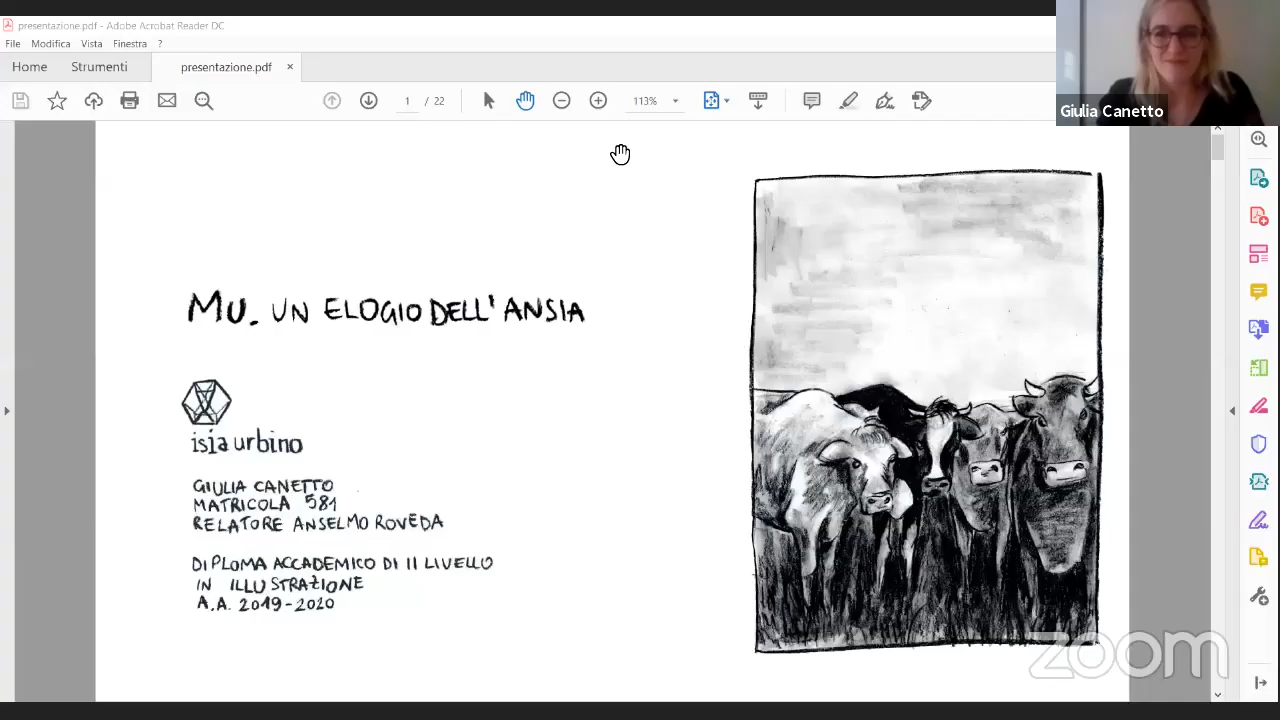 presentazione.pdf - Adobe Acrobat Reader DC
File Modifica Vista Finestra ?
Home Strumenti presentazione.pdf ×
1 / 22 113%
Giulia Canetto
MU. UN ELOGIO DELL'ANSIA
isia urbino
GIULIA CANETTO
MATRICOLA 581
RELATORE ANSELMO ROVEDA
DIPLOMA ACCADEMICO DI II LIVELLO
IN ILLUSTRAZIONE
A.A. 2019-2020
zoom